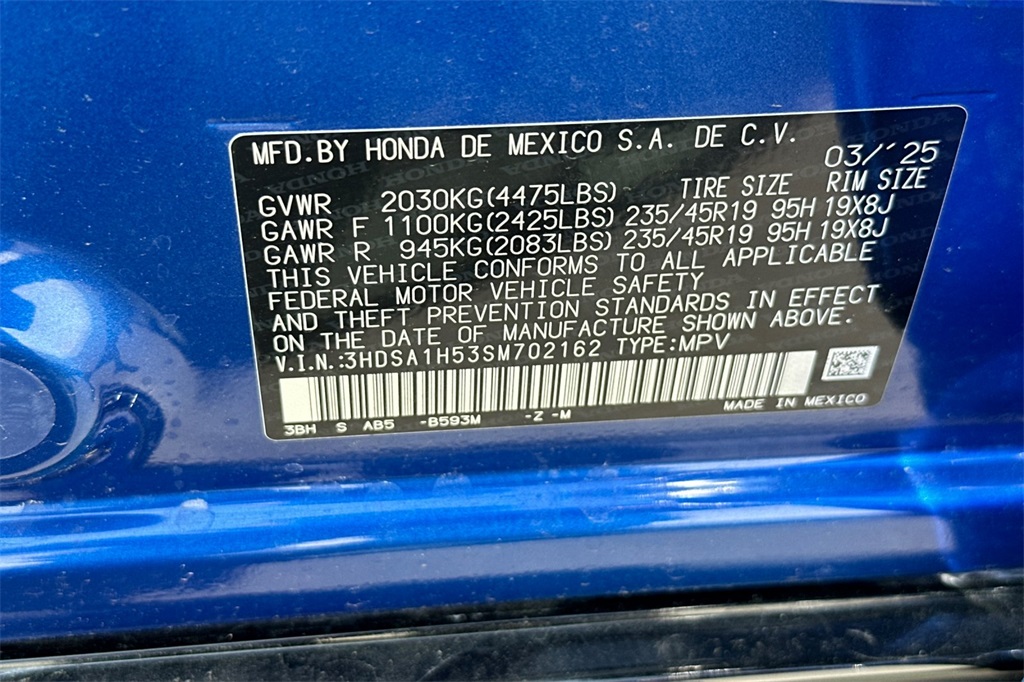 MFD.BY HONDA DE MEXICO S.A. DE C.V.
03/´25
GVWR 2030KG(4475LBS) TIRE SIZE RIM SIZE
GAWR F 1100KG(2425LBS) 235/45R19 95H 19X8J
GAWR R 945KG(2083LBS) 235/45R19 95H 19X8J
THIS VEHICLE CONFORMS TO ALL APPLICABLE
FEDERAL MOTOR VEHICLE SAFETY
AND THEFT PREVENTION STANDARDS IN EFFECT
ON THE DATE OF MANUFACTURE SHOWN ABOVE.
V.I.N.:3HDSA1H53SM702162 TYPE:MPV
3BH S AB5 -B593M -Z -M MADE IN MEXICO